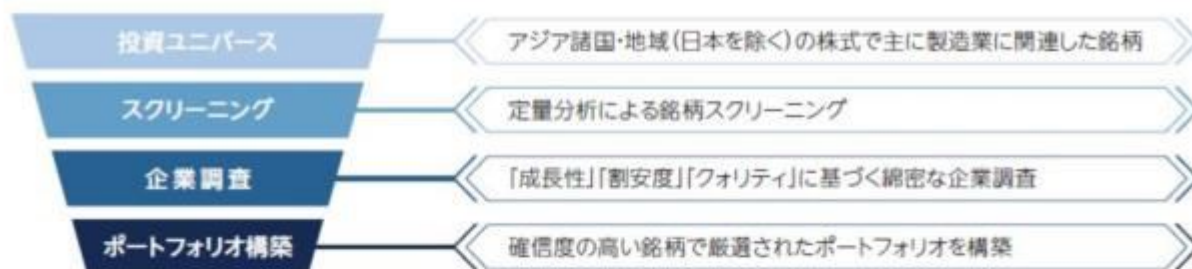 投資ユニバース
アジア諸国・地域(日本を除く)の株式で主に製造業に関連した銘柄
スクリーニング
定量分析による銘柄スクリーニング
企業調査
「成長性」「割安度」「クォリティ」に基づく綿密な企業調査
ポートフォリオ構築
確信度の高い銘柄で厳選されたポートフォリオを構築